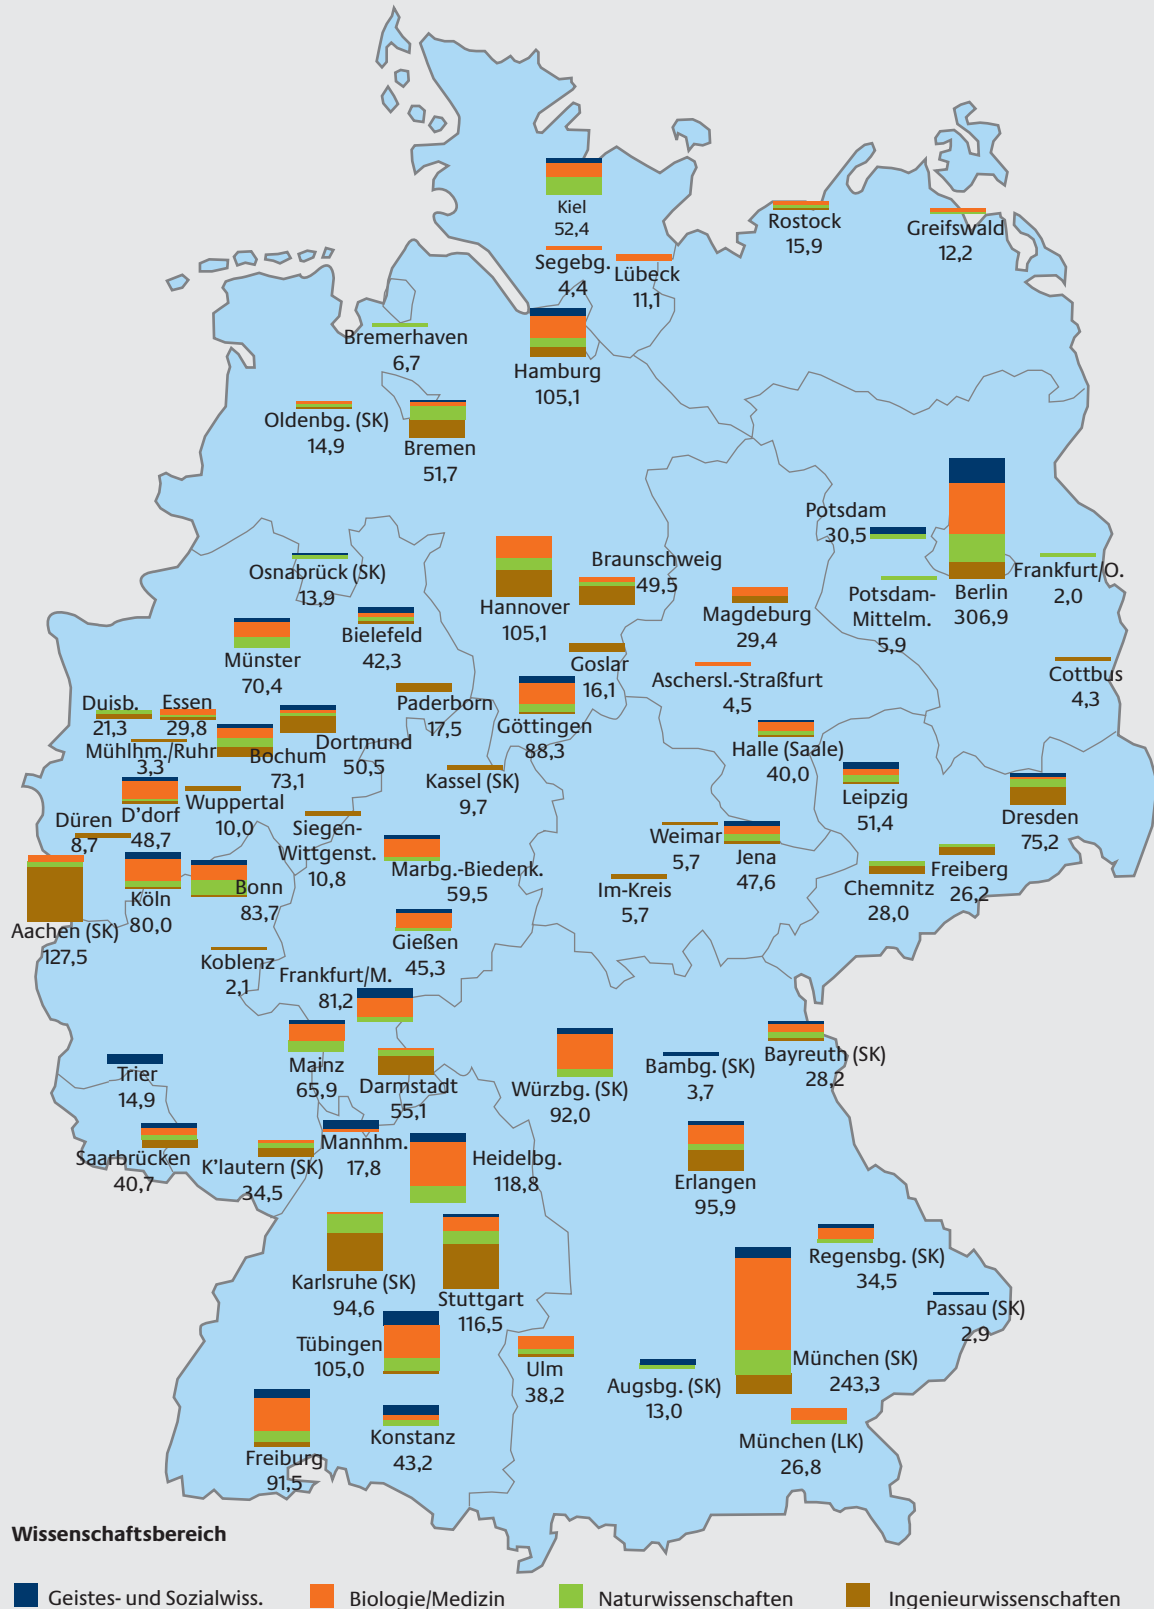 Kiel
52,4
Segebg.
4,4
Lübeck
11,1
Rostock
15,9
Greifswald
12,2
Bremerhaven
6,7
Hamburg
105,1
Oldenbg. (SK)
14,9
Bremen
51,7
Potsdam
30,5
Osnabrück (SK)
13,9
Hannover
105,1
Braunschweig
49,5
Magdeburg
29,4
Potsdam-
Mittelm.
5,9
Berlin
306,9
Frankfurt/O.
2,0
Bielefeld
42,3
Münster
70,4
Goslar
16,1
Aschersl.-Straßfurt
4,5
Cottbus
4,3
Duisb.
21,3
Essen
29,8
Paderborn
17,5
Göttingen
88,3
Mühlhm./Ruhr
3,3
Bochum
73,1
Dortmund
50,5
Halle (Saale)
40,0
Kassel (SK)
9,7
Leipzig
51,4
Dresden
75,2
Düren
8,7
D'dorf
48,7
Wuppertal
10,0
Siegen-
Wittgenst.
10,8
Weimar
5,7
Jena
47,6
Marbg.-Biedenk.
59,5
Im-Kreis
5,7
Chemnitz
28,0
Freiberg
26,2
Aachen (SK)
127,5
Köln
80,0
Bonn
83,7
Gießen
45,3
Koblenz
2,1
Frankfurt/M.
81,2
Mainz
65,9
Darmstadt
55,1
Würzbg. (SK)
92,0
Bambg. (SK)
3,7
Bayreuth (SK)
28,2
Trier
14,9
Saarbrücken
40,7
K'lautern (SK)
34,5
Mannhm.
17,8
Heidelbg.
118,8
Erlangen
95,9
Karlsruhe (SK)
94,6
Stuttgart
116,5
Regensbg. (SK)
34,5
Passau (SK)
2,9
Tübingen
105,0
Ulm
38,2
Augsbg. (SK)
13,0
München (SK)
243,3
Freiburg
91,5
Konstanz
43,2
München (LK)
26,8
Wissenschaftsbereich
Geistes- und Sozialwiss. Biologie/Medizin Naturwissenschaften Ingenieurwissenschaften